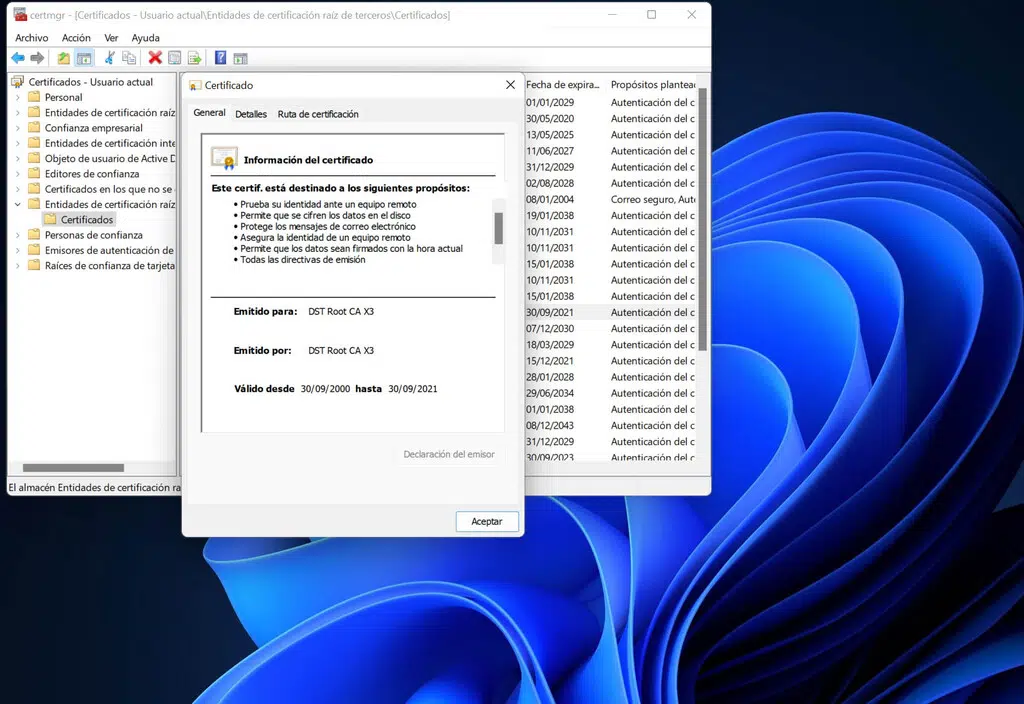 certmgr - [Certificados - Usuario actual\Entidades de certificación raíz de terceros\Certificados]
Archivo Acción Ver Ayuda
Certificados - Usuario actual
Personal
Entidades de certificación raíz
Confianza empresarial
Entidades de certificación inte
Objeto de usuario de Active D
Editores de confianza
Certificados en los que no se
Entidades de certificación raíz
Certificados
Personas de confianza
Emisores de autenticación de
Raíces de confianza de tarjeta
El almacén Entidades de certificación ra
Certificado
General Detalles Ruta de certificación
Información del certificado
Este certif. está destinado a los siguientes propósitos:
• Prueba su identidad ante un equipo remoto
• Permite que se cifren los datos en el disco
• Protege los mensajes de correo electrónico
• Asegura la identidad de un equipo remoto
• Permite que los datos sean firmados con la hora actual
• Todas las directivas de emisión
Emitido para: DST Root CA X3
Emitido por: DST Root CA X3
Válido desde 30/09/2000 hasta 30/09/2021
Declaración del emisor
Aceptar
Fecha de expira... Propósitos plantea
01/01/2029 Autenticación del c
30/05/2020 Autenticación del c
13/05/2025 Autenticación del c
11/06/2027 Autenticación del c
31/12/2029 Autenticación del c
02/08/2028 Autenticación del c
08/01/2004 Correo seguro, Aute
19/01/2038 Autenticación del c
10/11/2031 Autenticación del c
10/11/2031 Autenticación del c
15/01/2038 Autenticación del c
10/11/2031 Autenticación del c
15/01/2038 Autenticación del c
30/09/2021 Autenticación del c
07/12/2030 Autenticación del c
18/03/2029 Autenticación del c
15/12/2021 Autenticación del c
28/01/2028 Autenticación del c
29/06/2034 Autenticación del c
01/01/2038 Autenticación del c
08/12/2043 Autenticación del c
31/12/2029 Autenticación del c
30/09/2023 Autenticación del c